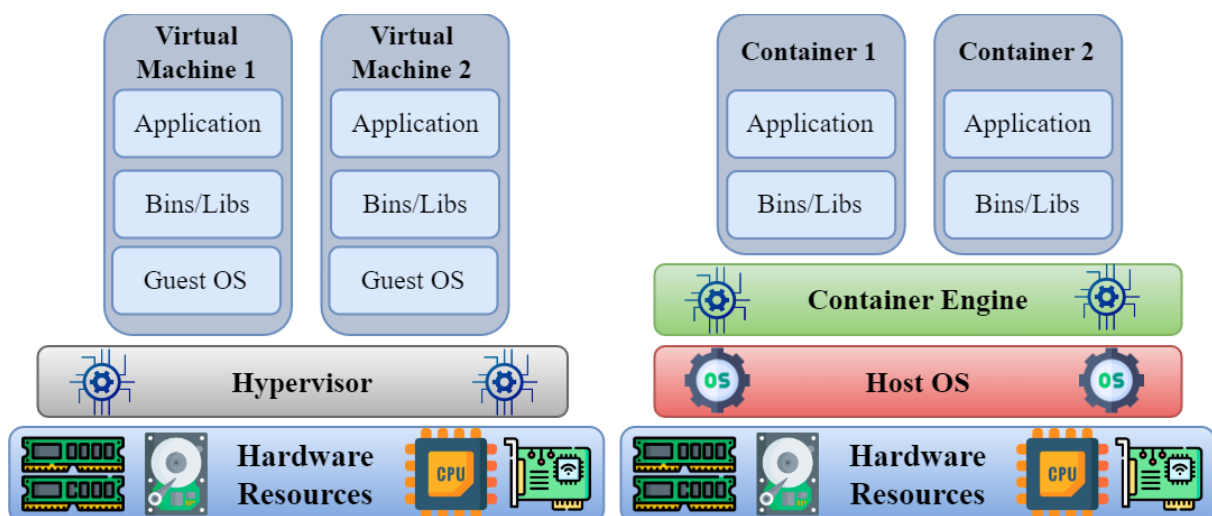 Virtual
Machine 1
Application
Bins/Libs
Guest OS
Virtual
Machine 2
Application
Bins/Libs
Guest OS
Hypervisor
Hardware
Resources
CPU
Container 1
Application
Bins/Libs
Container 2
Application
Bins/Libs
Container Engine
OS
Host OS
OS
Hardware
Resources
CPU